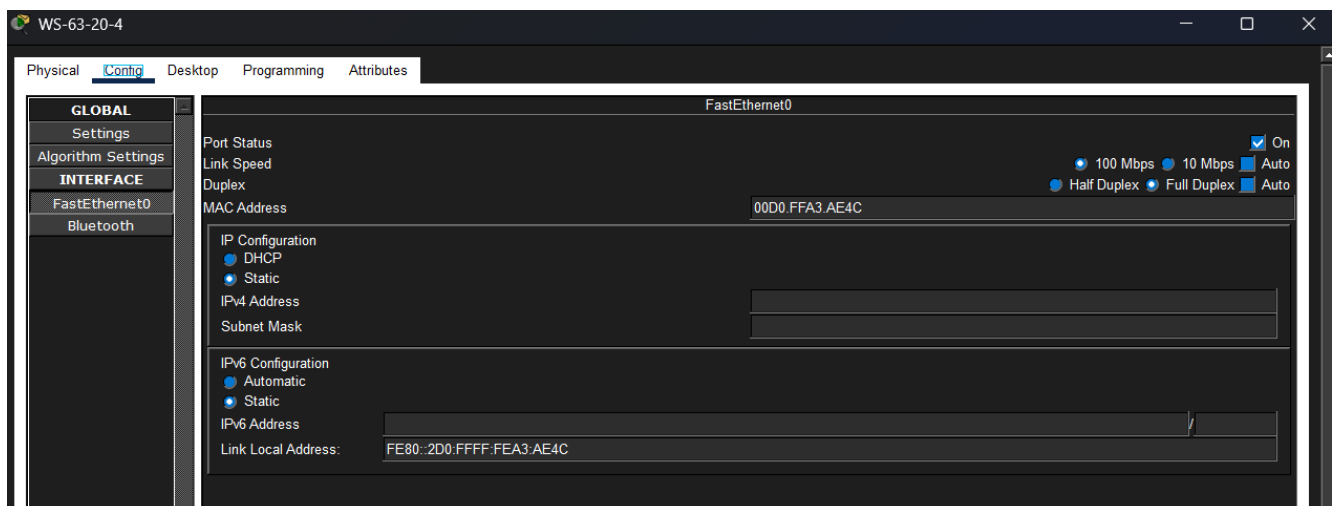 WS-63-20-4
Physical Config Desktop Programming Attributes
GLOBAL
Settings
Algorithm Settings
INTERFACE
FastEthernet0
Bluetooth
FastEthernet0
Port Status On
Link Speed 100 Mbps 10 Mbps Auto
Duplex Half Duplex Full Duplex Auto
MAC Address 00D0.FFA3.AE4C
IP Configuration
DHCP
Static
IPv4 Address
Subnet Mask
IPv6 Configuration
Automatic
Static
IPv6 Address /
Link Local Address: FE80::2D0:FFFF:FEA3:AE4C